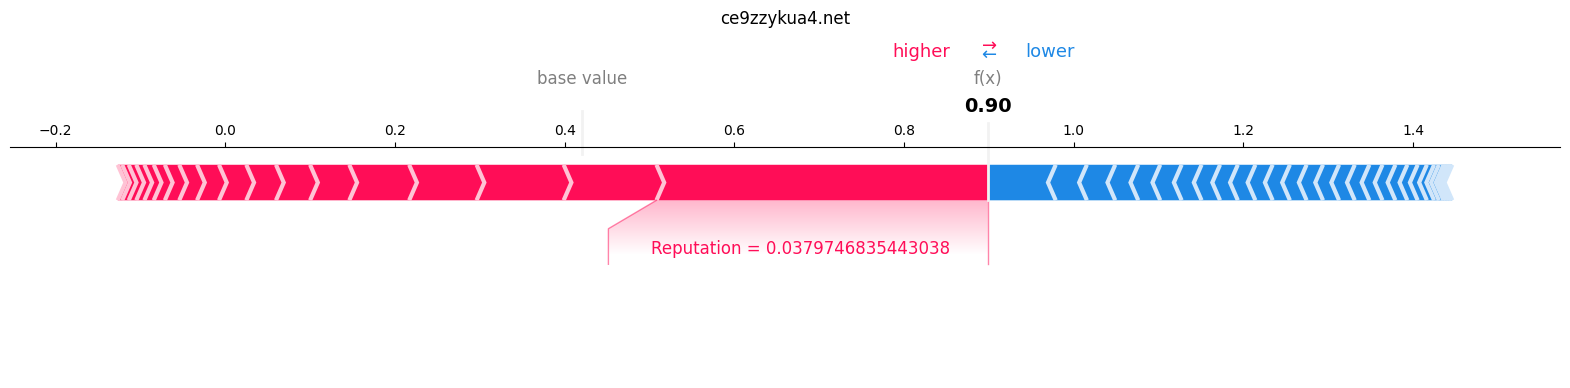 ce9zzykua4.net
higher ⇄ lower
base value f(x)
0.90
−0.2 0.0 0.2 0.4 0.6 0.8 1.0 1.2 1.4
Reputation = 0.0379746835443038